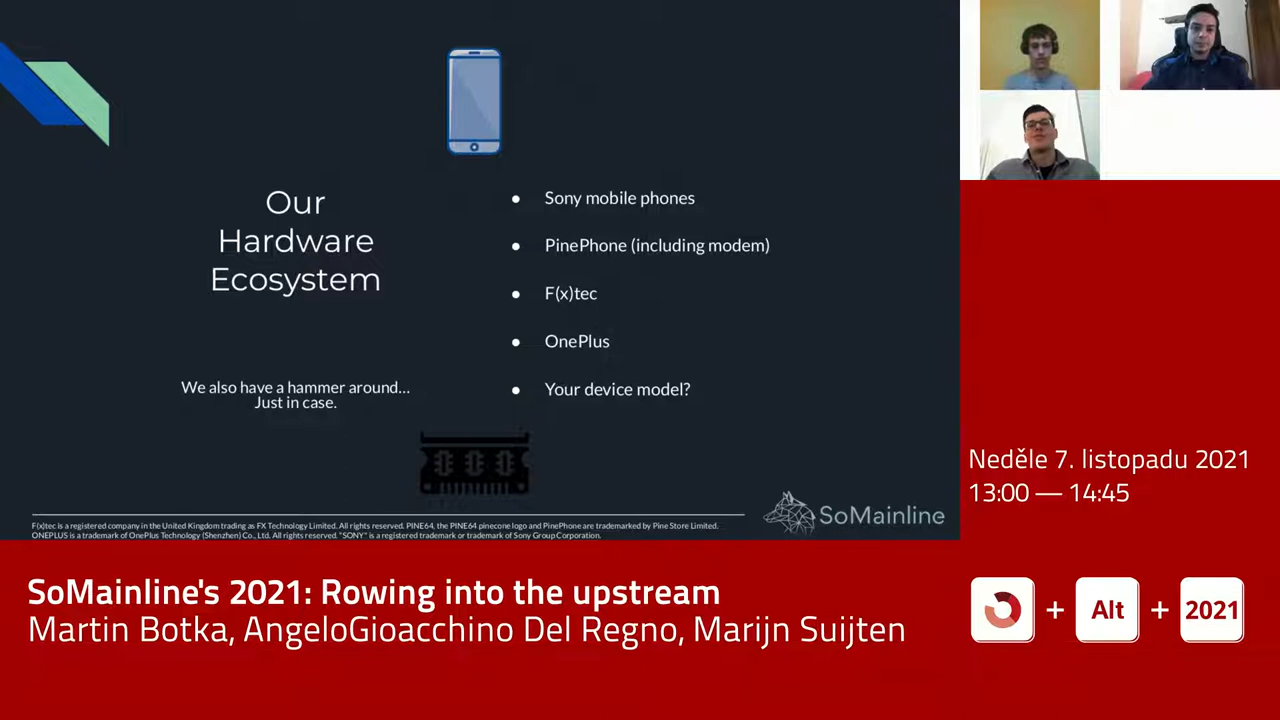 Our
Hardware
Ecosystem
We also have a hammer around...
Just in case.
● Sony mobile phones
● PinePhone (including modem)
● F(x)tec
● OnePlus
● Your device model?
F(x)tec is a registered company in the United Kingdom trading as FX Technology Limited. All rights reserved. PINE64, the PINE64 pinecone logo and PinePhone are trademarked by Pine Store Limited.
ONEPLUS is a trademark of OnePlus Technology (Shenzhen) Co., Ltd. All rights reserved. "SONY" is a registered trademark or trademark of Sony Group Corporation.
SoMainline
Neděle 7. listopadu 2021
13:00 — 14:45
SoMainline's 2021: Rowing into the upstream
Martin Botka, AngeloGioacchino Del Regno, Marijn Suijten
+ Alt + 2021